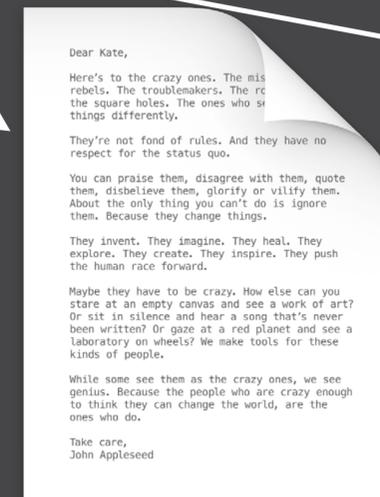 Dear Kate,
Here's to the crazy ones. The
rebels. The troublemakers. The
the square holes. The ones who
things differently.
They're not fond of rules. And they have no
respect for the status quo.
You can praise them, disagree with them, quote
them, disbelieve them, glorify or vilify them.
About the only thing you can't do is ignore
them. Because they change things.
They invent. They imagine. They heal. They
explore. They create. They inspire. They push
the human race forward.
Maybe they have to be crazy. How else can you
stare at an empty canvas and see a work of art?
Or sit in silence and hear a song that's never
been written? Or gaze at a red planet and see a
laboratory on wheels? We make tools for these
kinds of people.
While some see them as the crazy ones, we see
genius. Because the people who are crazy enough
to think they can change the world, are the
ones who do.
Take care,
John Appleseed